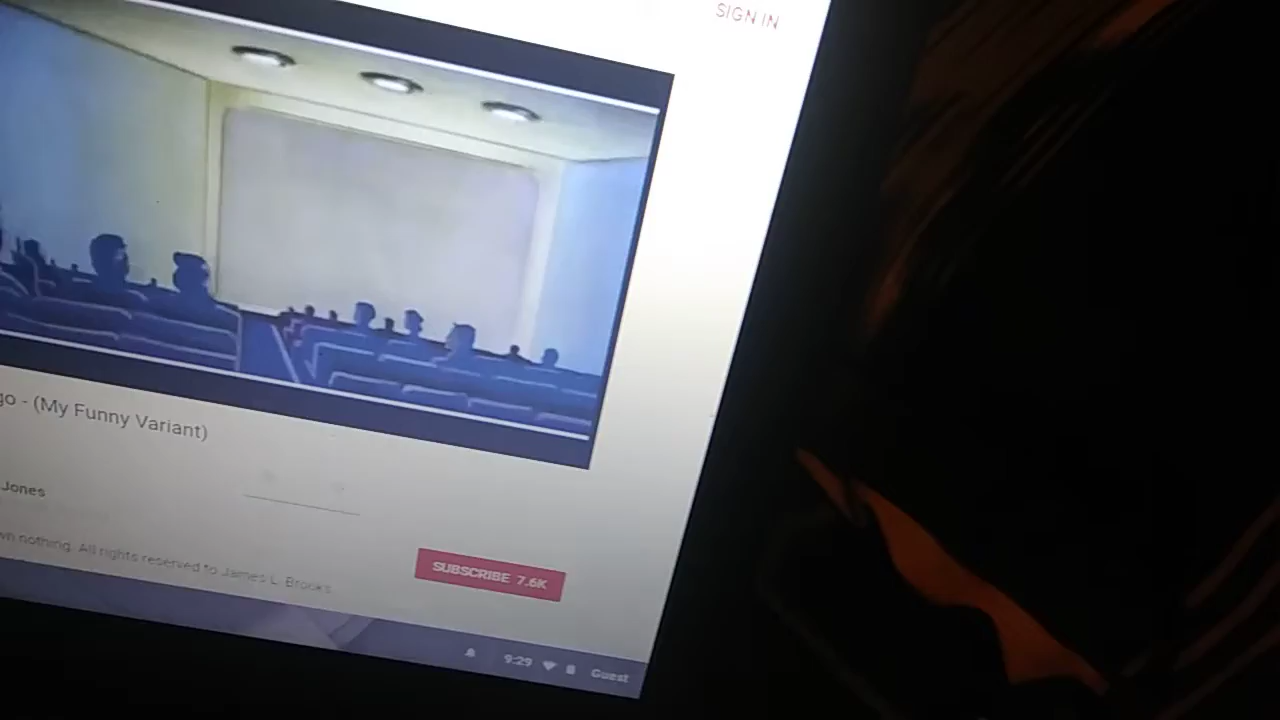 SIGN IN
go - (My Funny Variant)
Jones
wn nothing. All rights reserved to James L. Brooks
SUBSCRIBE 7.6K
9:29 Guest